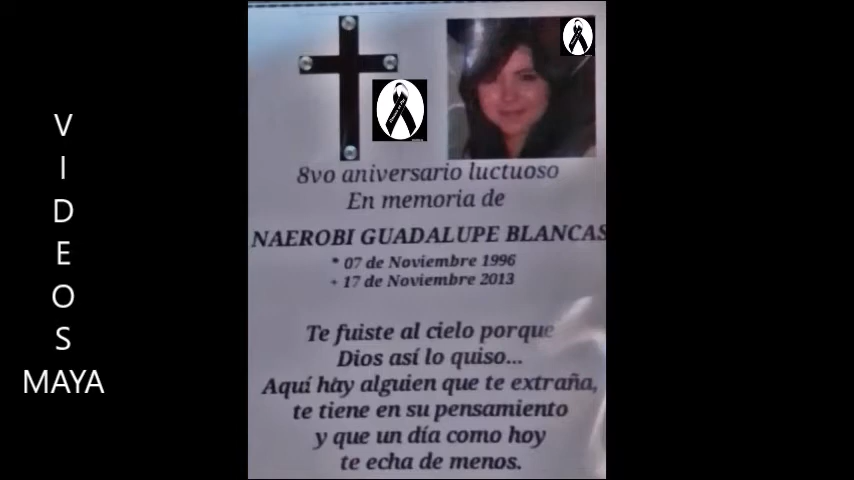 VIDEOS
MAYA
8vo aniversario luctuoso
En memoria de
NAEROBI GUADALUPE BLANCAS
* 07 de Noviembre 1996
+ 17 de Noviembre 2013
Te fuiste al cielo porque
Dios así lo quiso...
Aquí hay alguien que te extraña,
te tiene en su pensamiento
y que un día como hoy
te echa de menos.